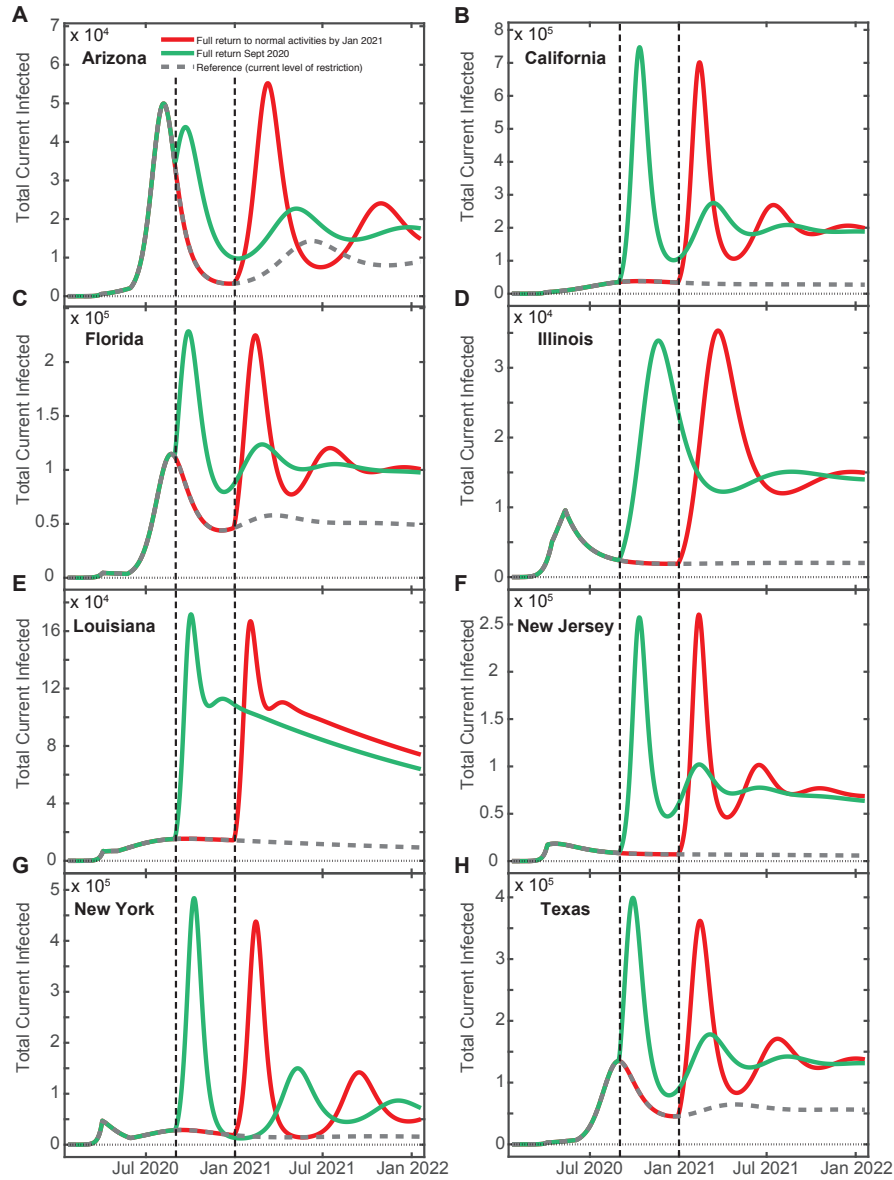 A
x 10⁴
Arizona
Full return to normal activities by Jan 2021
Full return Sept 2020
Reference (current level of restriction)
Total Current Infected
7
6
5
4
3
2
1
0
B
x 10⁵
California
Total Current Infected
8
7
6
5
4
3
2
1
0
C
x 10⁵
Florida
Total Current Infected
2
1.5
1
0.5
0
D
x 10⁴
Illinois
Total Current Infected
3
2
1
0
E
x 10⁴
Louisiana
Total Current Infected
16
12
8
4
0
F
x 10⁵
New Jersey
Total Current Infected
2.5
2
1.5
1
0.5
0
G
x 10⁵
New York
Total Current Infected
5
4
3
2
1
0
Jul 2020
Jan 2021
Jul 2021
Jan 2022
H
x 10⁵
Texas
Total Current Infected
4
3
2
1
0
Jul 2020
Jan 2021
Jul 2021
Jan 2022